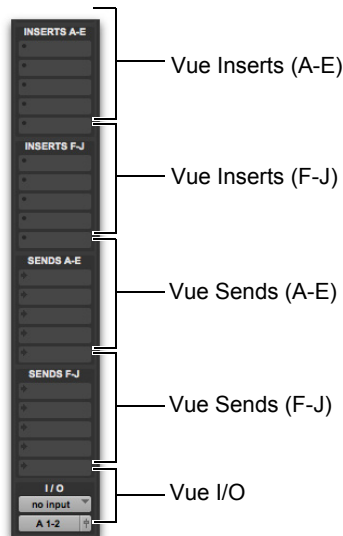 INSERTS A-E
Vue Inserts (A-E)
INSERTS F-J
Vue Inserts (F-J)
SENDS A-E
Vue Sends (A-E)
SENDS F-J
Vue Sends (F-J)
I / O
no input
A 1-2
Vue I/O